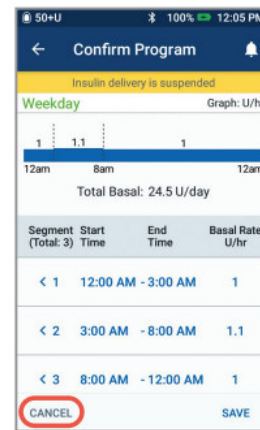 50+U 100% 12:05 PM
Confirm Program
Insulin delivery is suspended
Weekday Graph: U/h
1 1.1 1
12am 8am 12am
Total Basal: 24.5 U/day
Segment Start End Basal Rate
(Total: 3) Time Time U/hr
< 1 12:00 AM - 3:00 AM 1
< 2 3:00 AM - 8:00 AM 1.1
< 3 8:00 AM - 12:00 AM 1
CANCEL SAVE